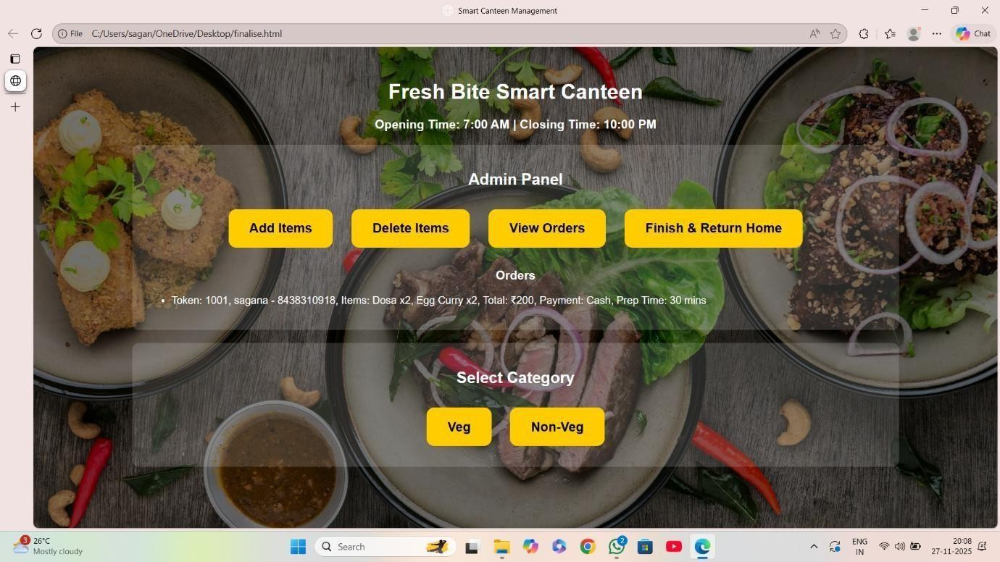 Smart Canteen Management
File C:/Users/sagan/OneDrive/Desktop/finalise.html
Chat
Fresh Bite Smart Canteen
Opening Time: 7:00 AM | Closing Time: 10:00 PM
Admin Panel
Add Items Delete Items View Orders Finish & Return Home
Orders
• Token: 1001, sagana - 8438310918, Items: Dosa x2, Egg Curry x2, Total: ₹200, Payment: Cash, Prep Time: 30 mins
Select Category
Veg Non-Veg
3 26°C
Mostly cloudy
Search
2
ENG
IN
20:08
27-11-2025